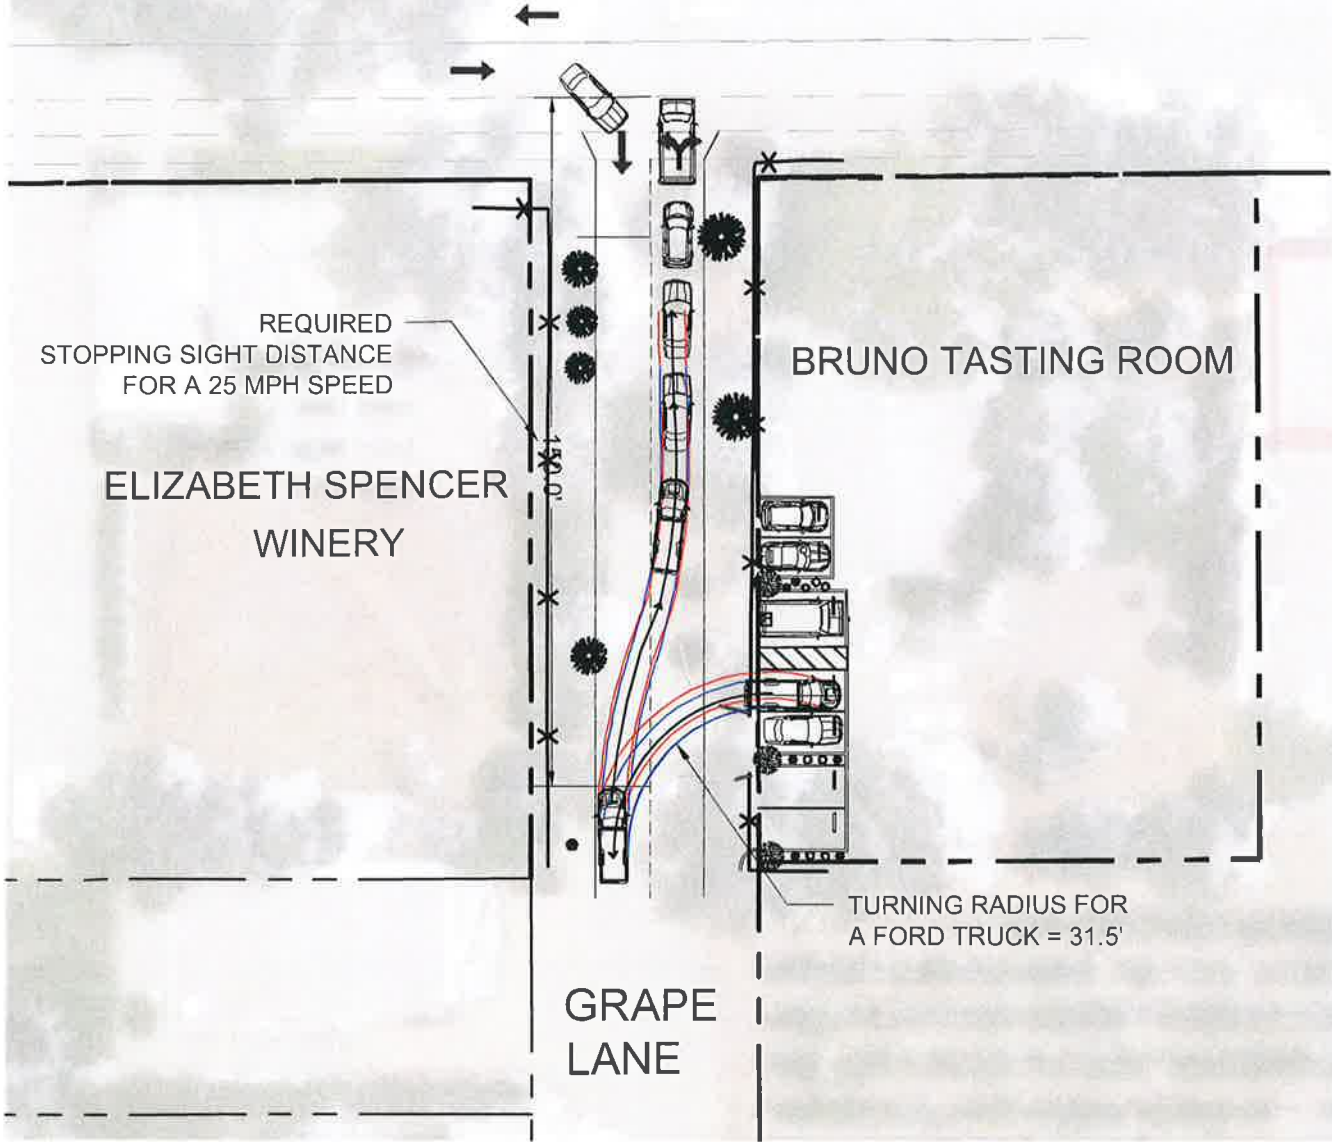 REQUIRED
STOPPING SIGHT DISTANCE
FOR A 25 MPH SPEED
BRUNO TASTING ROOM
150.0'
ELIZABETH SPENCER
WINERY
TURNING RADIUS FOR
A FORD TRUCK = 31.5'
GRAPE
LANE